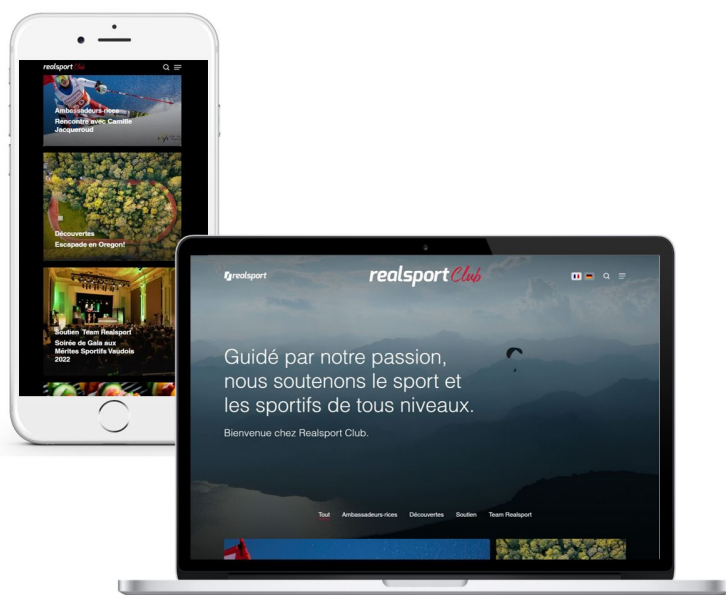 realsport Club
Ambassadeurs·rices
Rencontre avec Camille
Jacqueroud
Découvertes
Escapade en Oregon!
Soutien Team Realsport
Soirée de Gala aux
Mérites Sportifs Vaudois
2022
realsport
realsport Club
Guidé par notre passion,
nous soutenons le sport et
les sportifs de tous niveaux.
Bienvenue chez Realsport Club.
Tout Ambassadeurs·rices Découvertes Soutien Team Realsport